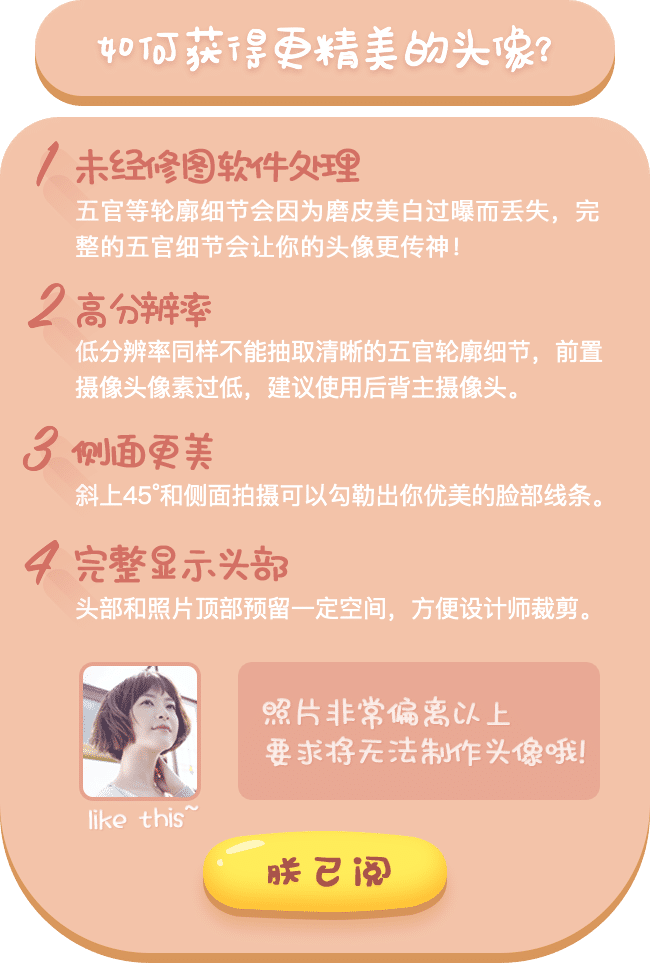 如何获得更精美的头像?
1 未经修图软件处理
五官等轮廓细节会因为磨皮美白过曝而丢失，完
整的五官细节会让你的头像更传神！
2 高分辨率
低分辨率同样不能抽取清晰的五官轮廓细节，前置
摄像头像素过低，建议使用后背主摄像头。
3 侧面更美
斜上45°和侧面拍摄可以勾勒出你优美的脸部线条。
4 完整显示头部
头部和照片顶部预留一定空间，方便设计师裁剪。
照片非常偏离以上
要求将无法制作头像哦!
like this~
朕已阅